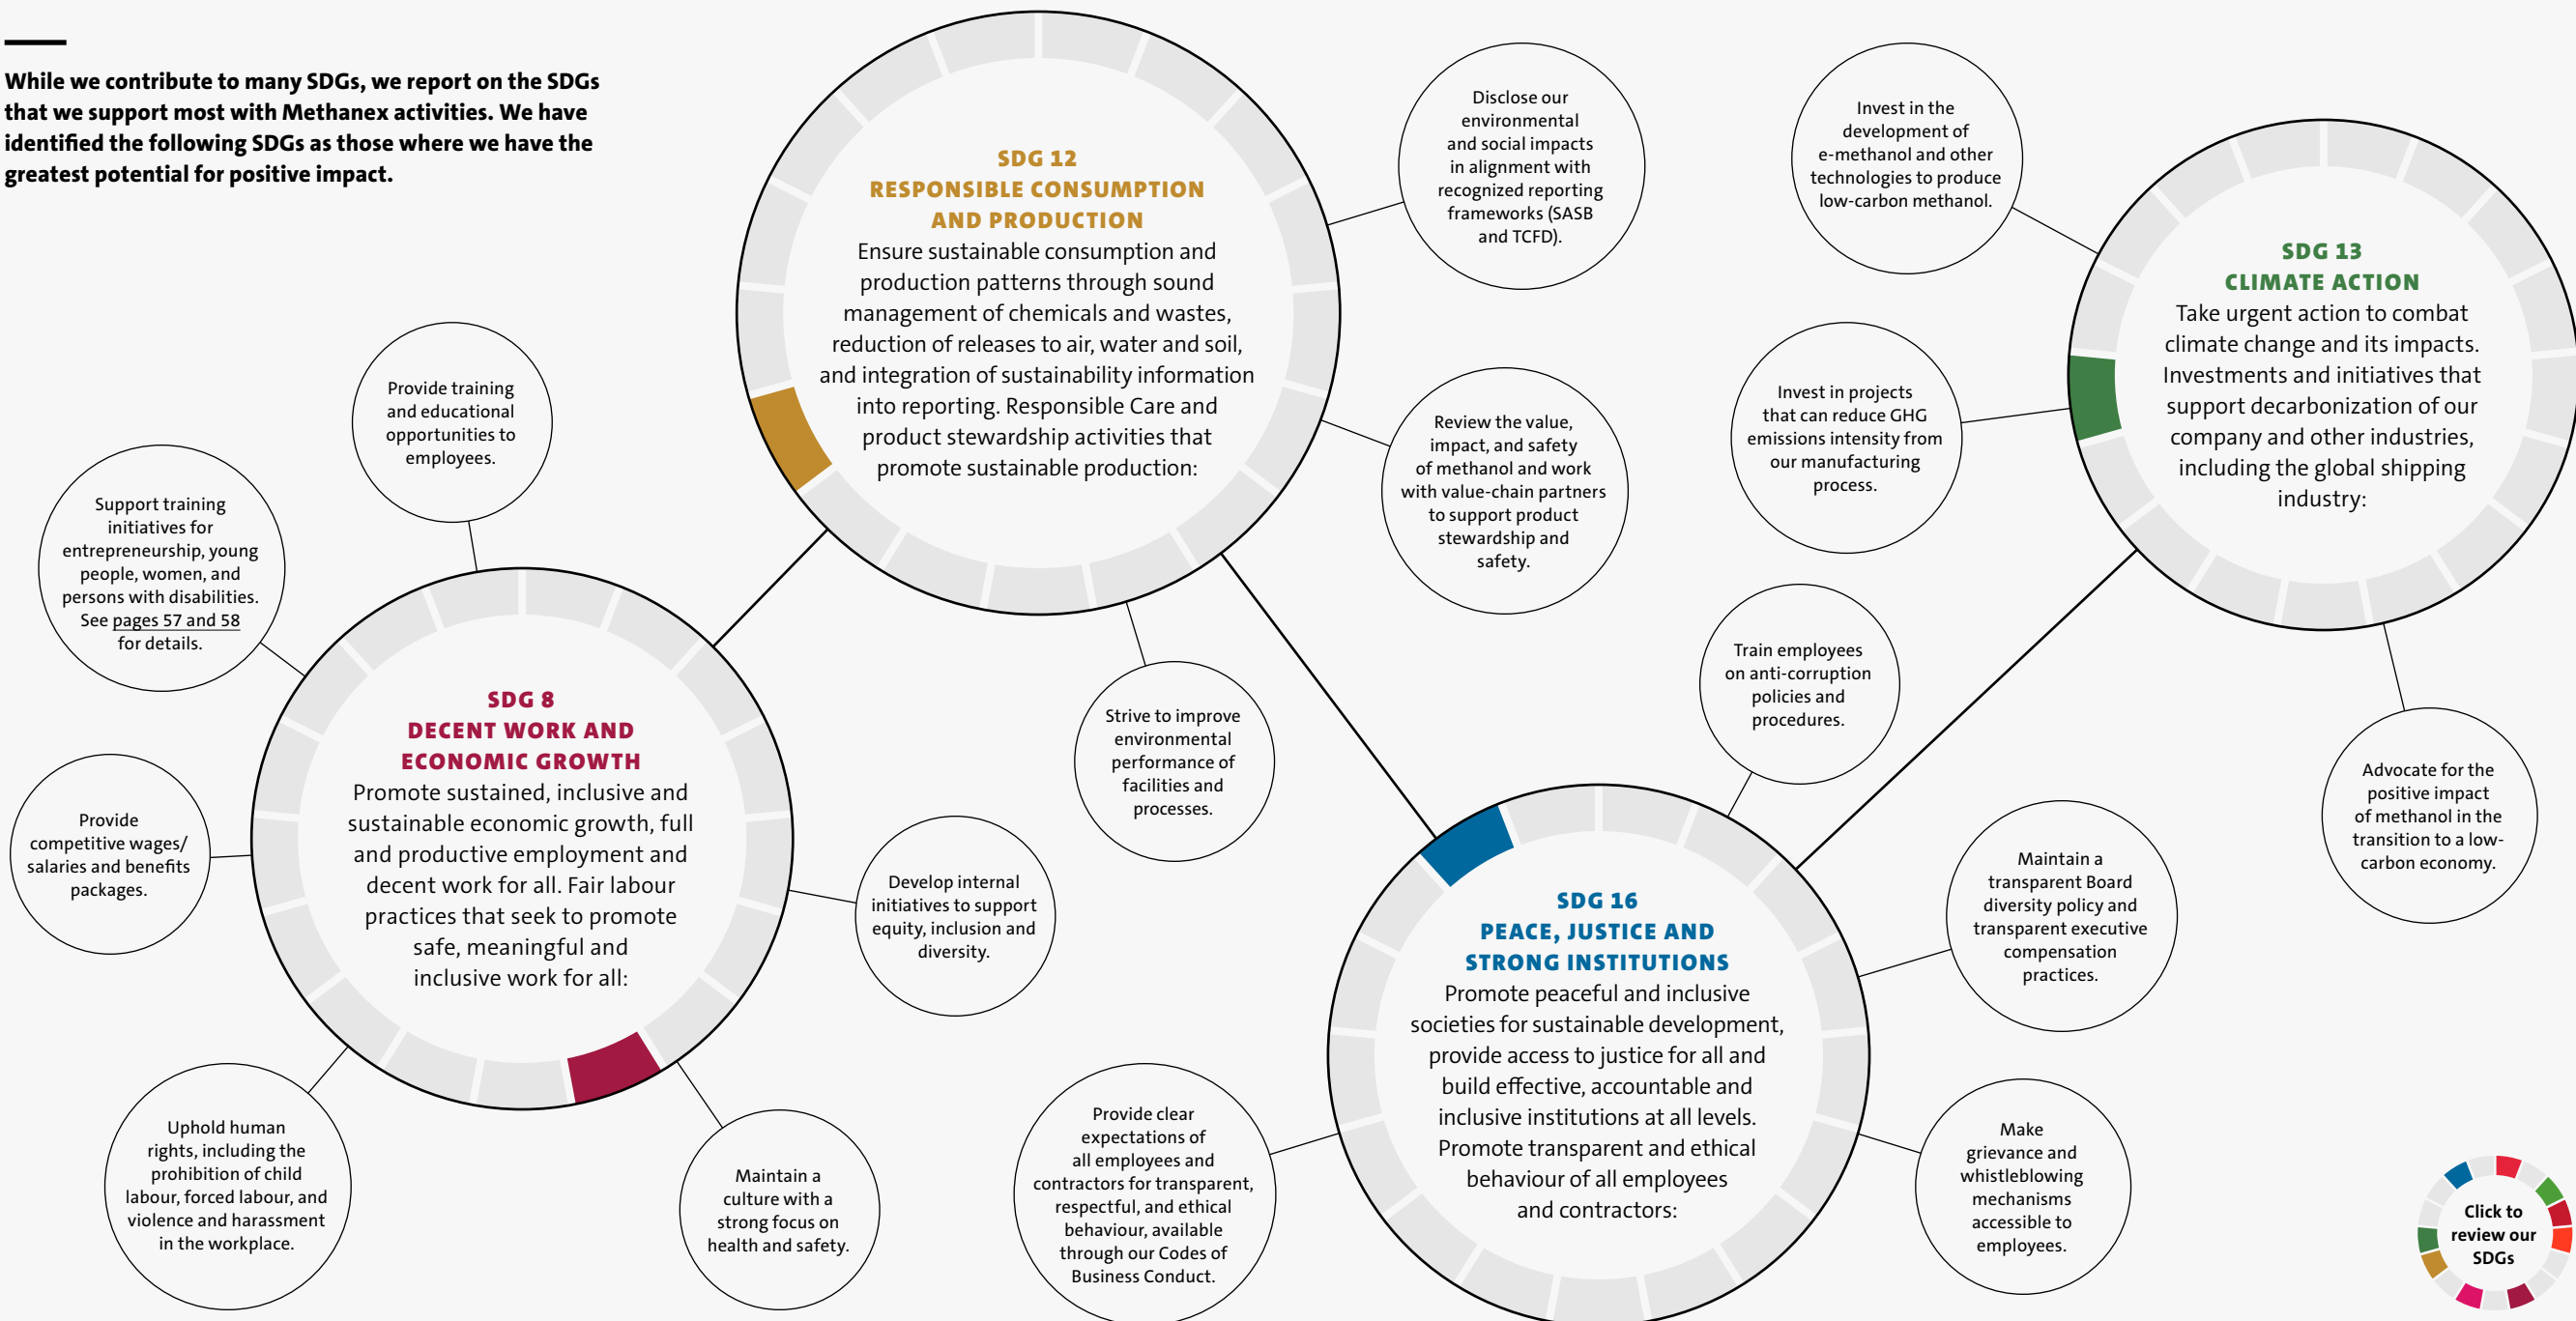 While we contribute to many SDGs, we report on the SDGs
that we support most with Methanex activities. We have
identified the following SDGs as those where we have the
greatest potential for positive impact.
SDG 12
RESPONSIBLE CONSUMPTION
AND PRODUCTION
Ensure sustainable consumption and
production patterns through sound
management of chemicals and wastes,
reduction of releases to air, water and soil,
and integration of sustainability information
into reporting. Responsible Care and
product stewardship activities that
promote sustainable production:
Disclose our
environmental
and social impacts
in alignment with
recognized reporting
frameworks (SASB
and TCFD).
Review the value,
impact, and safety
of methanol and work
with value-chain partners
to support product
stewardship and
safety.
Strive to improve
environmental
performance of
facilities and
processes.
SDG 13
CLIMATE ACTION
Take urgent action to combat
climate change and its impacts.
Investments and initiatives that
support decarbonization of our
company and other industries,
including the global shipping
industry:
Invest in the
development of
e-methanol and other
technologies to produce
low-carbon methanol.
Invest in projects
that can reduce GHG
emissions intensity from
our manufacturing
process.
Advocate for the
positive impact
of methanol in the
transition to a low-
carbon economy.
SDG 8
DECENT WORK AND
ECONOMIC GROWTH
Promote sustained, inclusive and
sustainable economic growth, full
and productive employment and
decent work for all. Fair labour
practices that seek to promote
safe, meaningful and
inclusive work for all:
Provide training
and educational
opportunities to
employees.
Support training
initiatives for
entrepreneurship, young
people, women, and
persons with disabilities.
See pages 57 and 58
for details.
Provide
competitive wages/
salaries and benefits
packages.
Uphold human
rights, including the
prohibition of child
labour, forced labour, and
violence and harassment
in the workplace.
Maintain a
culture with a
strong focus on
health and safety.
Develop internal
initiatives to support
equity, inclusion and
diversity.
SDG 16
PEACE, JUSTICE AND
STRONG INSTITUTIONS
Promote peaceful and inclusive
societies for sustainable development,
provide access to justice for all and
build effective, accountable and
inclusive institutions at all levels.
Promote transparent and ethical
behaviour of all employees
and contractors:
Train employees
on anti-corruption
policies and
procedures.
Maintain a
transparent Board
diversity policy and
transparent executive
compensation
practices.
Make
grievance and
whistleblowing
mechanisms
accessible to
employees.
Provide clear
expectations of
all employees and
contractors for transparent,
respectful, and ethical
behaviour, available
through our Codes of
Business Conduct.
Click to
review our
SDGs